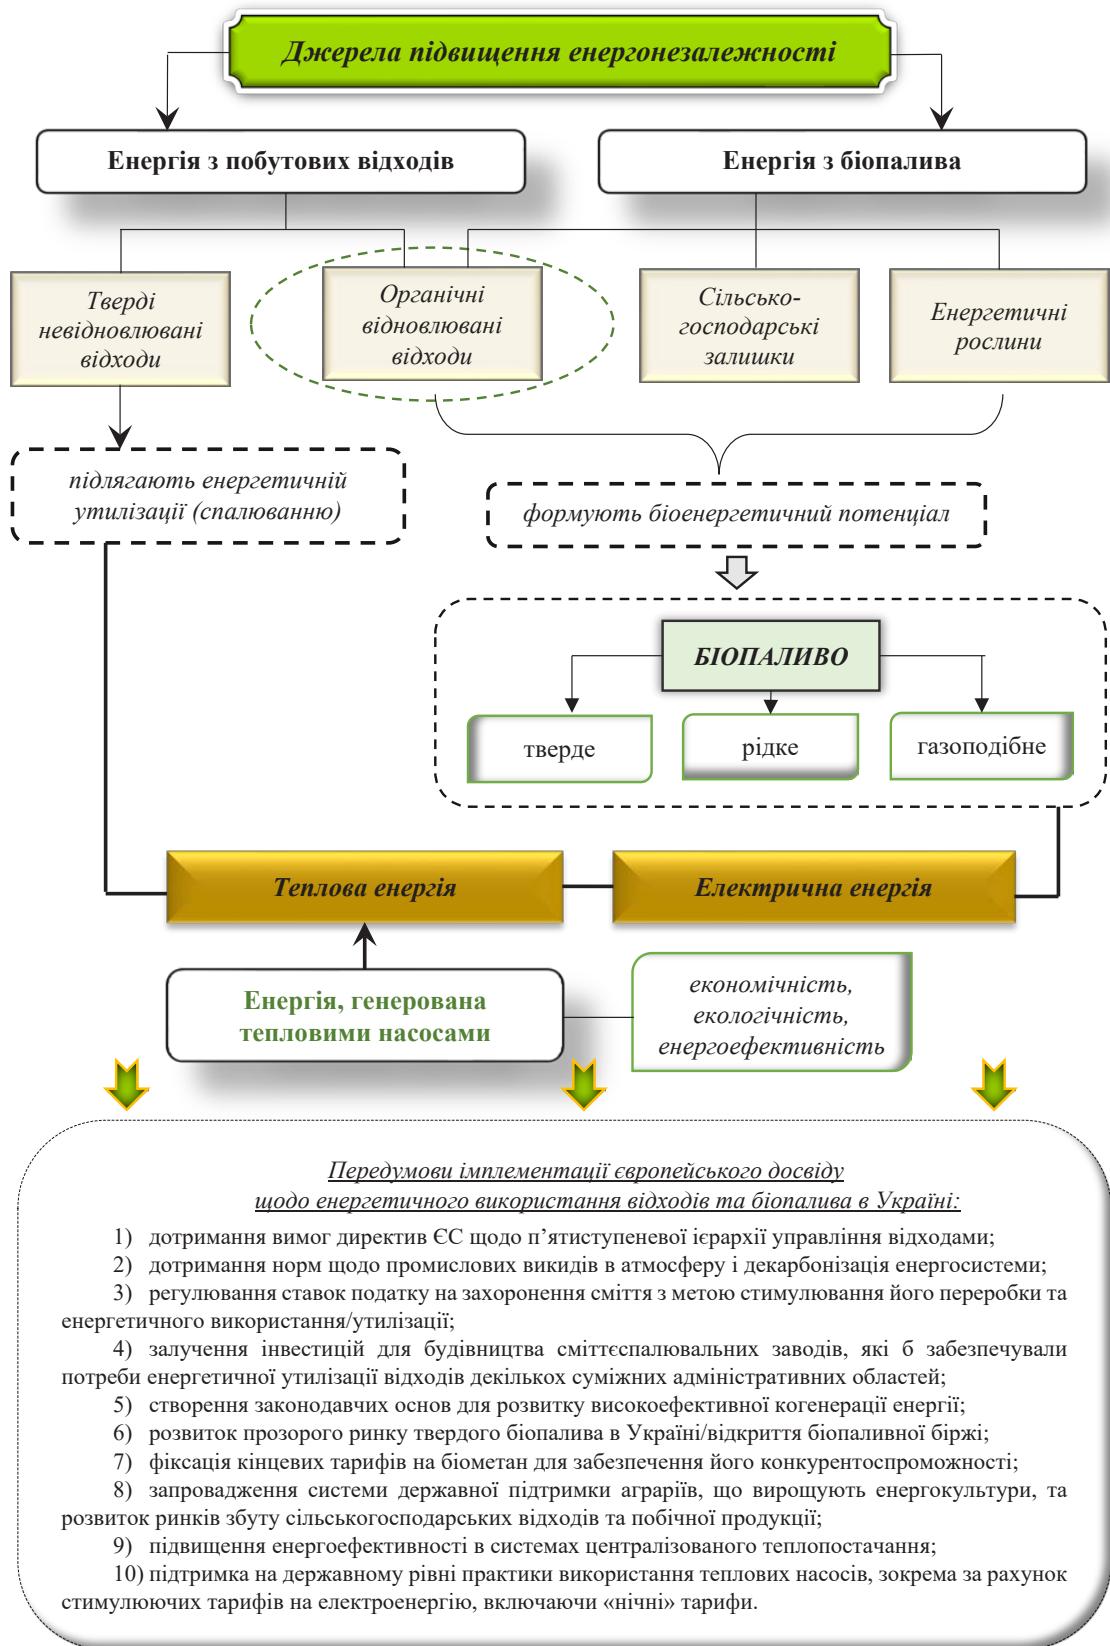 Джерела підвищення енергонезалежності
Енергія з побутових відходів
Енергія з біопалива
Тверді
невідновлювані
відходи
Органічні
відновлювані
відходи
Сільсько-
господарські
залишки
Енергетичні
рослини
підлягають енергетичній
утилізації (спалюванню)
формують біоенергетичний потенціал
БІОПАЛИВО
тверде
рідке
газоподібне
Теплова енергія
Електрична енергія
Енергія, генерована
тепловими насосами
економічність,
екологічність,
енергоефективність
Передумови імплементації європейського досвіду
щодо енергетичного використання відходів та біопалива в Україні:
1) дотримання вимог директив ЄС щодо п’ятиступеневої ієрархії управління відходами;
2) дотримання норм щодо промислових викидів в атмосферу і декарбонізація енергосистеми;
3) регулювання ставок податку на захоронення сміття з метою стимулювання його переробки та
енергетичного використання/утилізації;
4) залучення інвестицій для будівництва сміттєспалювальних заводів, які б забезпечували
потреби енергетичної утилізації відходів декількох суміжних адміністративних областей;
5) створення законодавчих основ для розвитку високоефективної когенерації енергії;
6) розвиток прозорого ринку твердого біопалива в Україні/відкриття біопаливної біржі;
7) фіксація кінцевих тарифів на біометан для забезпечення його конкурентоспроможності;
8) запровадження системи державної підтримки аграріїв, що вирощують енергокультури, та
розвиток ринків збуту сільськогосподарських відходів та побічної продукції;
9) підвищення енергоефективності в системах централізованого теплопостачання;
10) підтримка на державному рівні практики використання теплових насосів, зокрема за рахунок
стимулюючих тарифів на електроенергію, включаючи «нічні» тарифи.